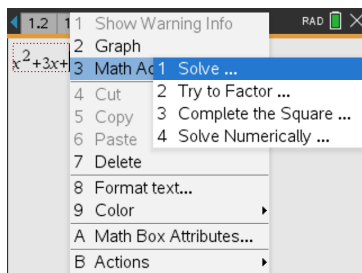 1.2 1 RAD
1 Show Warning Info
2 Graph
x²+3x+
3 Math Ac
1 Solve ...
2 Try to Factor ...
3 Complete the Square ...
4 Solve Numerically ...
4 Cut
5 Copy
6 Paste
7 Delete
8 Format text...
9 Color
A Math Box Attributes...
B Actions